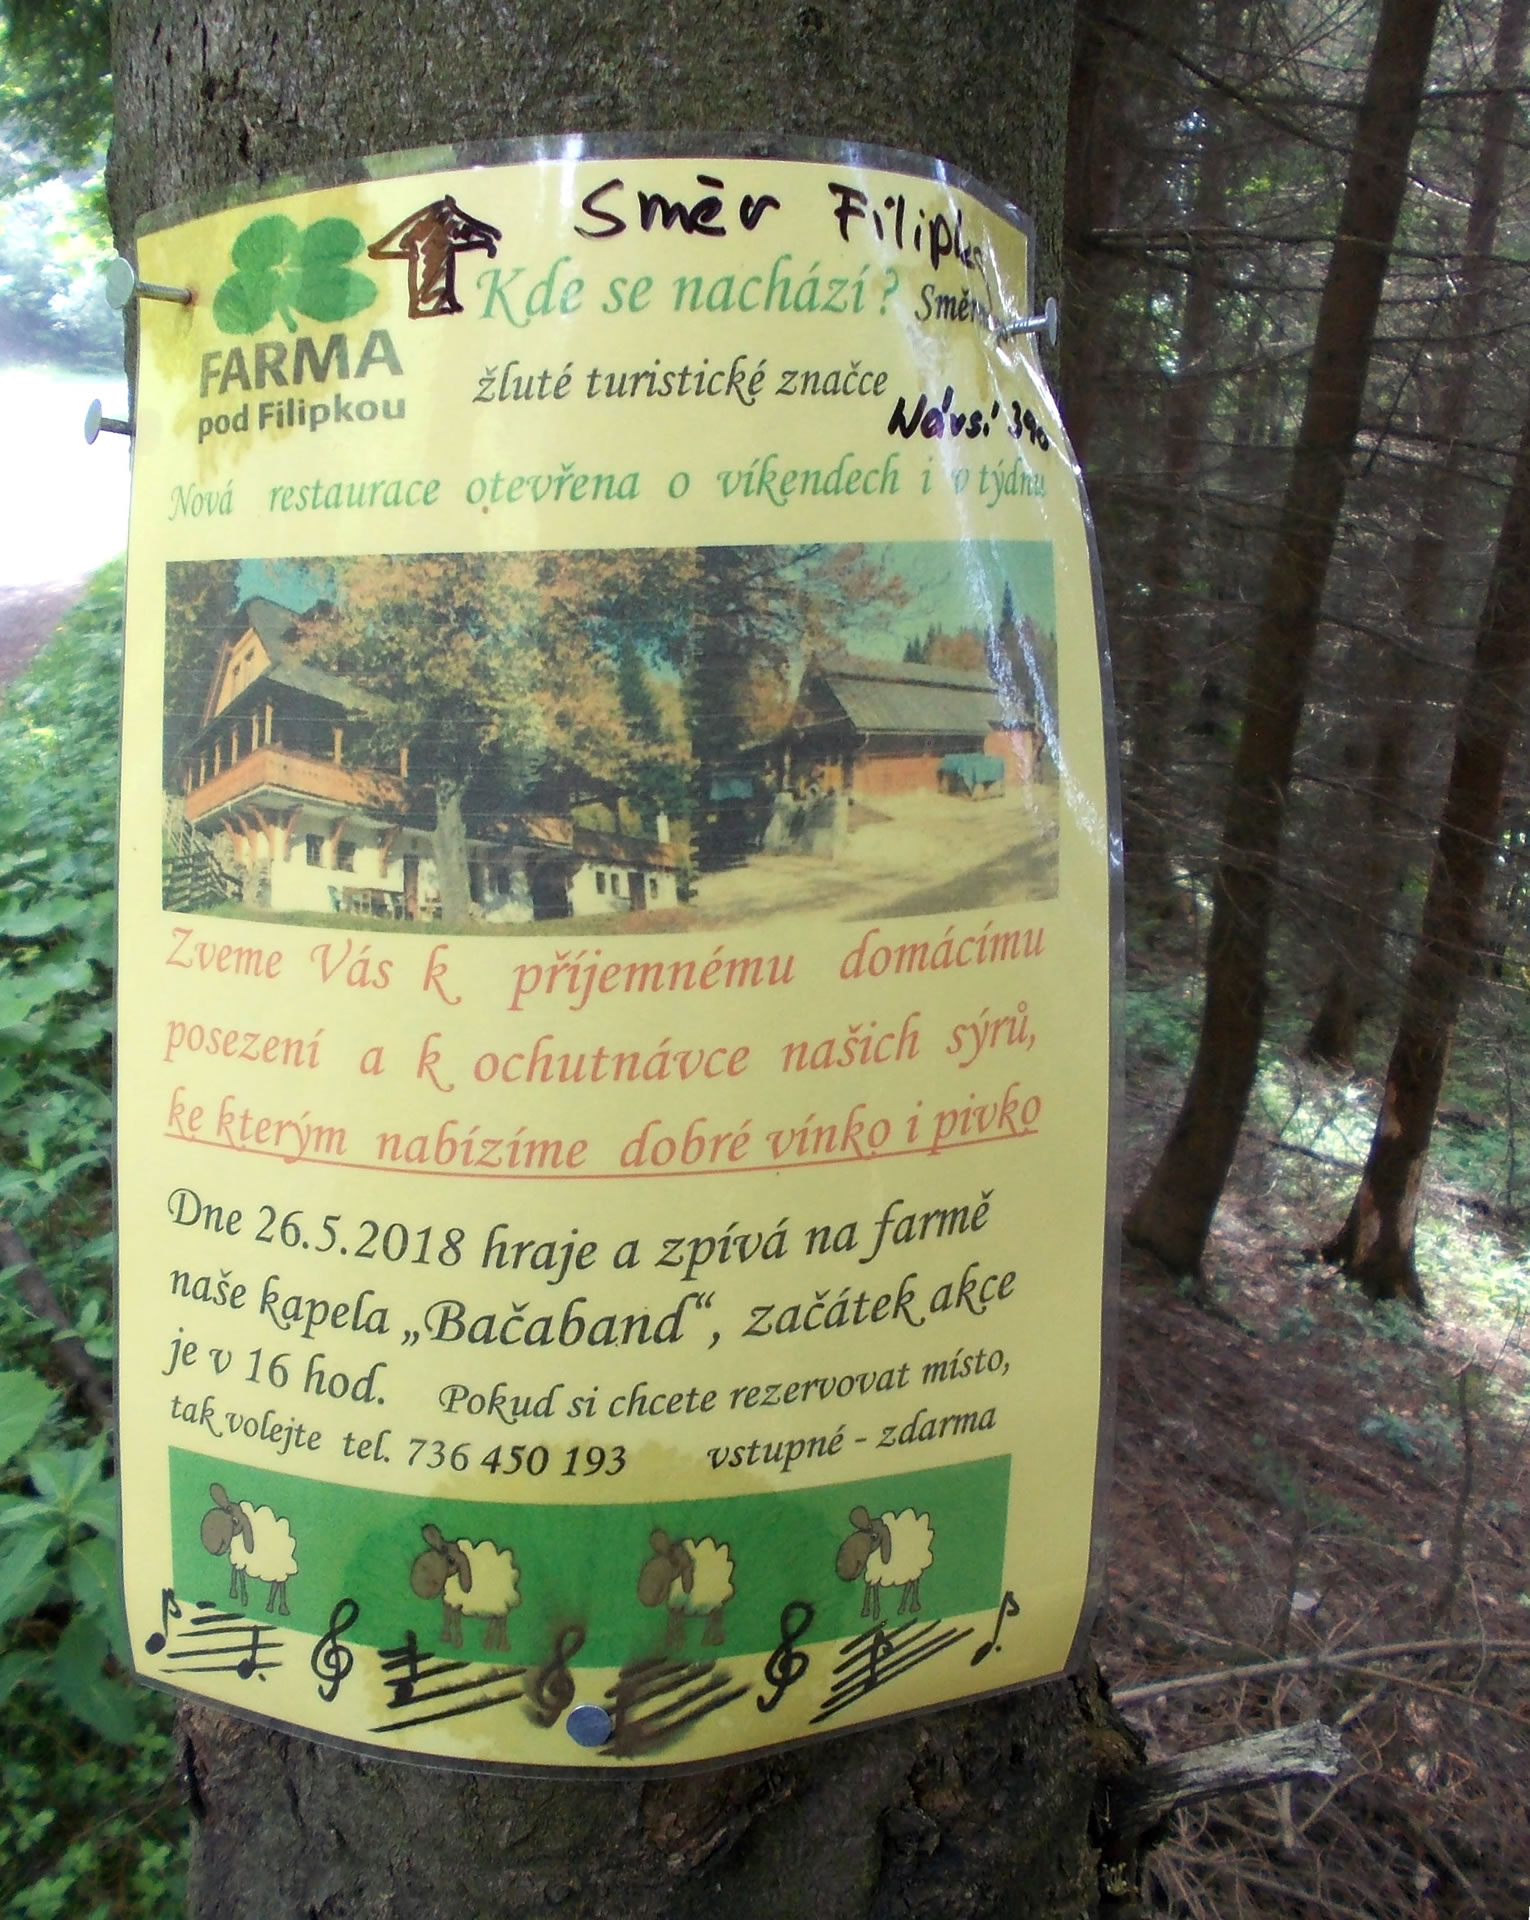 Směr
FARMA
pod Filipkou
Kde se nachází? Směr
žluté turistické značce
Návsí 390
Nová restaurace otevřena o víkendech i v týdnu
Zveme Vás k příjemnému domácímu
posezení a k ochutnávce našich sýrů,
ke kterým nabízíme dobré vínko i pivko
Dne 26.5.2018 hraje a zpívá na farmě
naše kapela „Bačaband“, začátek akce
je v 16 hod. Pokud si chcete rezervovat místo,
tak volejte tel. 736 450 193 vstupné - zdarma